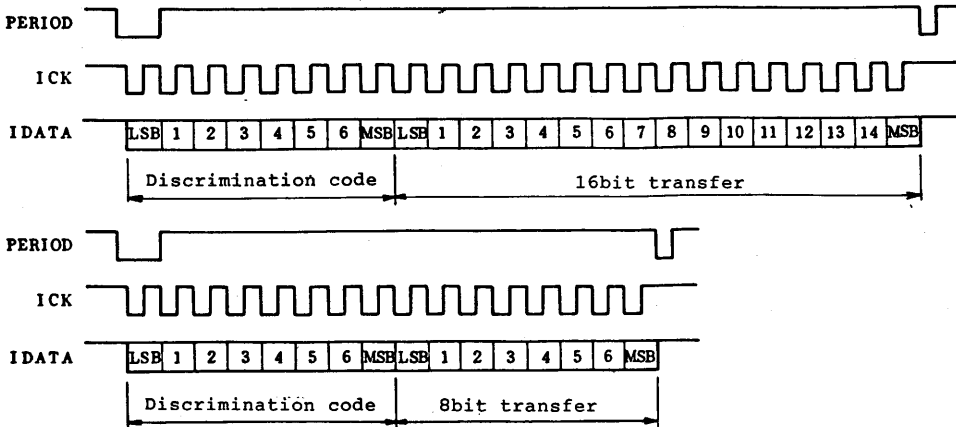 PERIOD
ICK
IDATA LSB 1 2 3 4 5 6 MSB LSB 1 2 3 4 5 6 7 8 9 10 11 12 13 14 MSB
Discrimination code 16bit transfer
PERIOD
ICK
IDATA LSB 1 2 3 4 5 6 MSB LSB 1 2 3 4 5 6 MSB
Discrimination code 8bit transfer